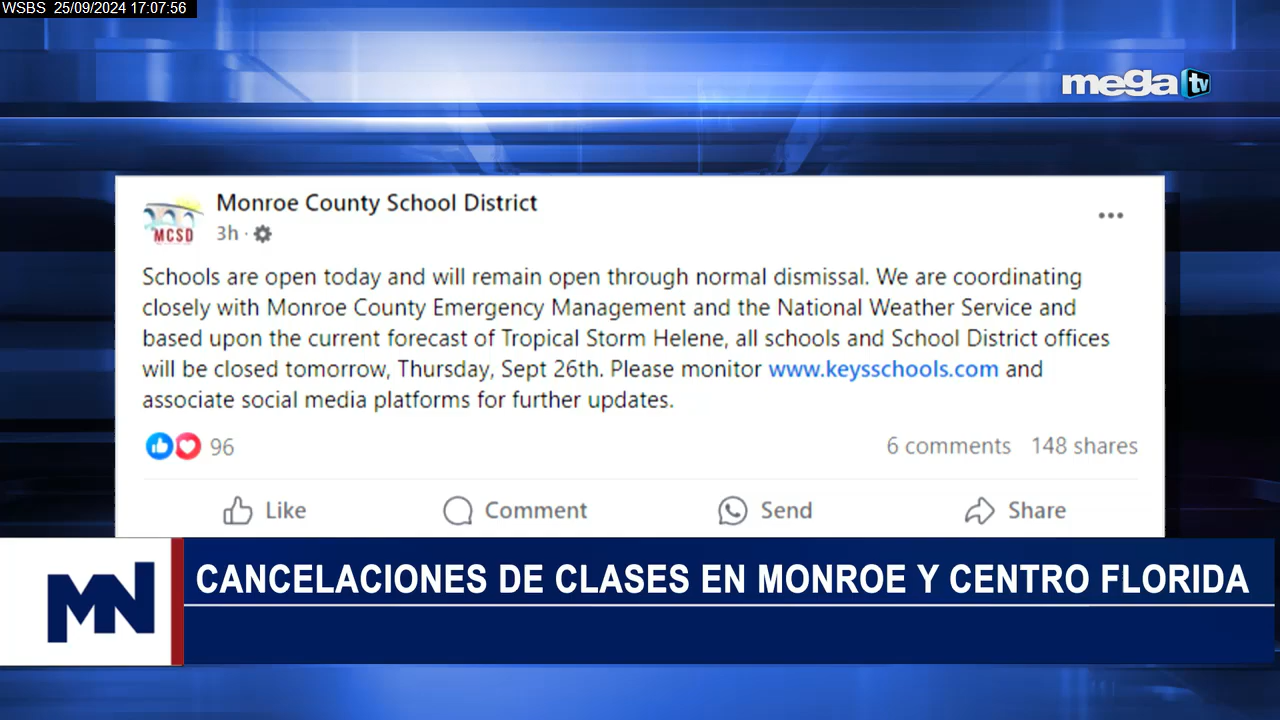 WSBS 25/09/2024 17:07:56
mega tv
Monroe County School District
MCSD
3h ·
Schools are open today and will remain open through normal dismissal. We are coordinating
closely with Monroe County Emergency Management and the National Weather Service and
based upon the current forecast of Tropical Storm Helene, all schools and School District offices
will be closed tomorrow, Thursday, Sept 26th. Please monitor www.keysschools.com and
associate social media platforms for further updates.
96
6 comments 148 shares
Like Comment Send Share
MN CANCELACIONES DE CLASES EN MONROE Y CENTRO FLORIDA